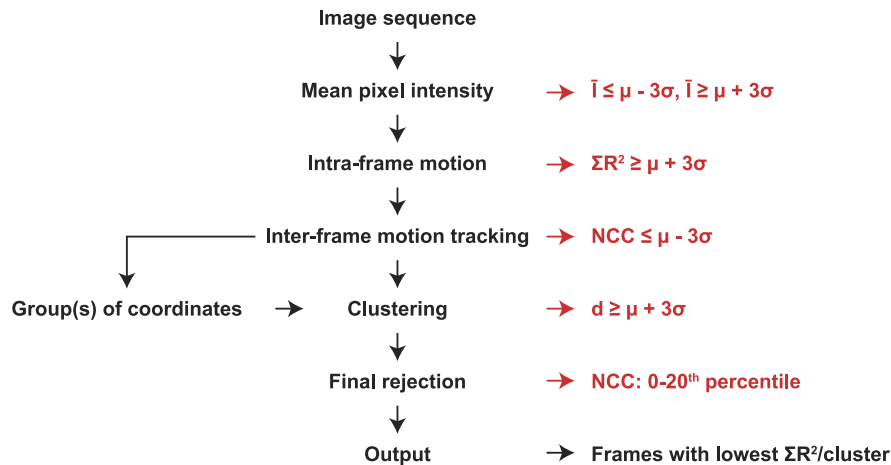 Image sequence
Mean pixel intensity
Ī ≤ μ - 3σ, Ī ≥ μ + 3σ
Intra-frame motion
ΣR² ≥ μ + 3σ
Inter-frame motion tracking
NCC ≤ μ - 3σ
Group(s) of coordinates
Clustering
d ≥ μ + 3σ
Final rejection
NCC: 0-20th percentile
Output
Frames with lowest ΣR²/cluster